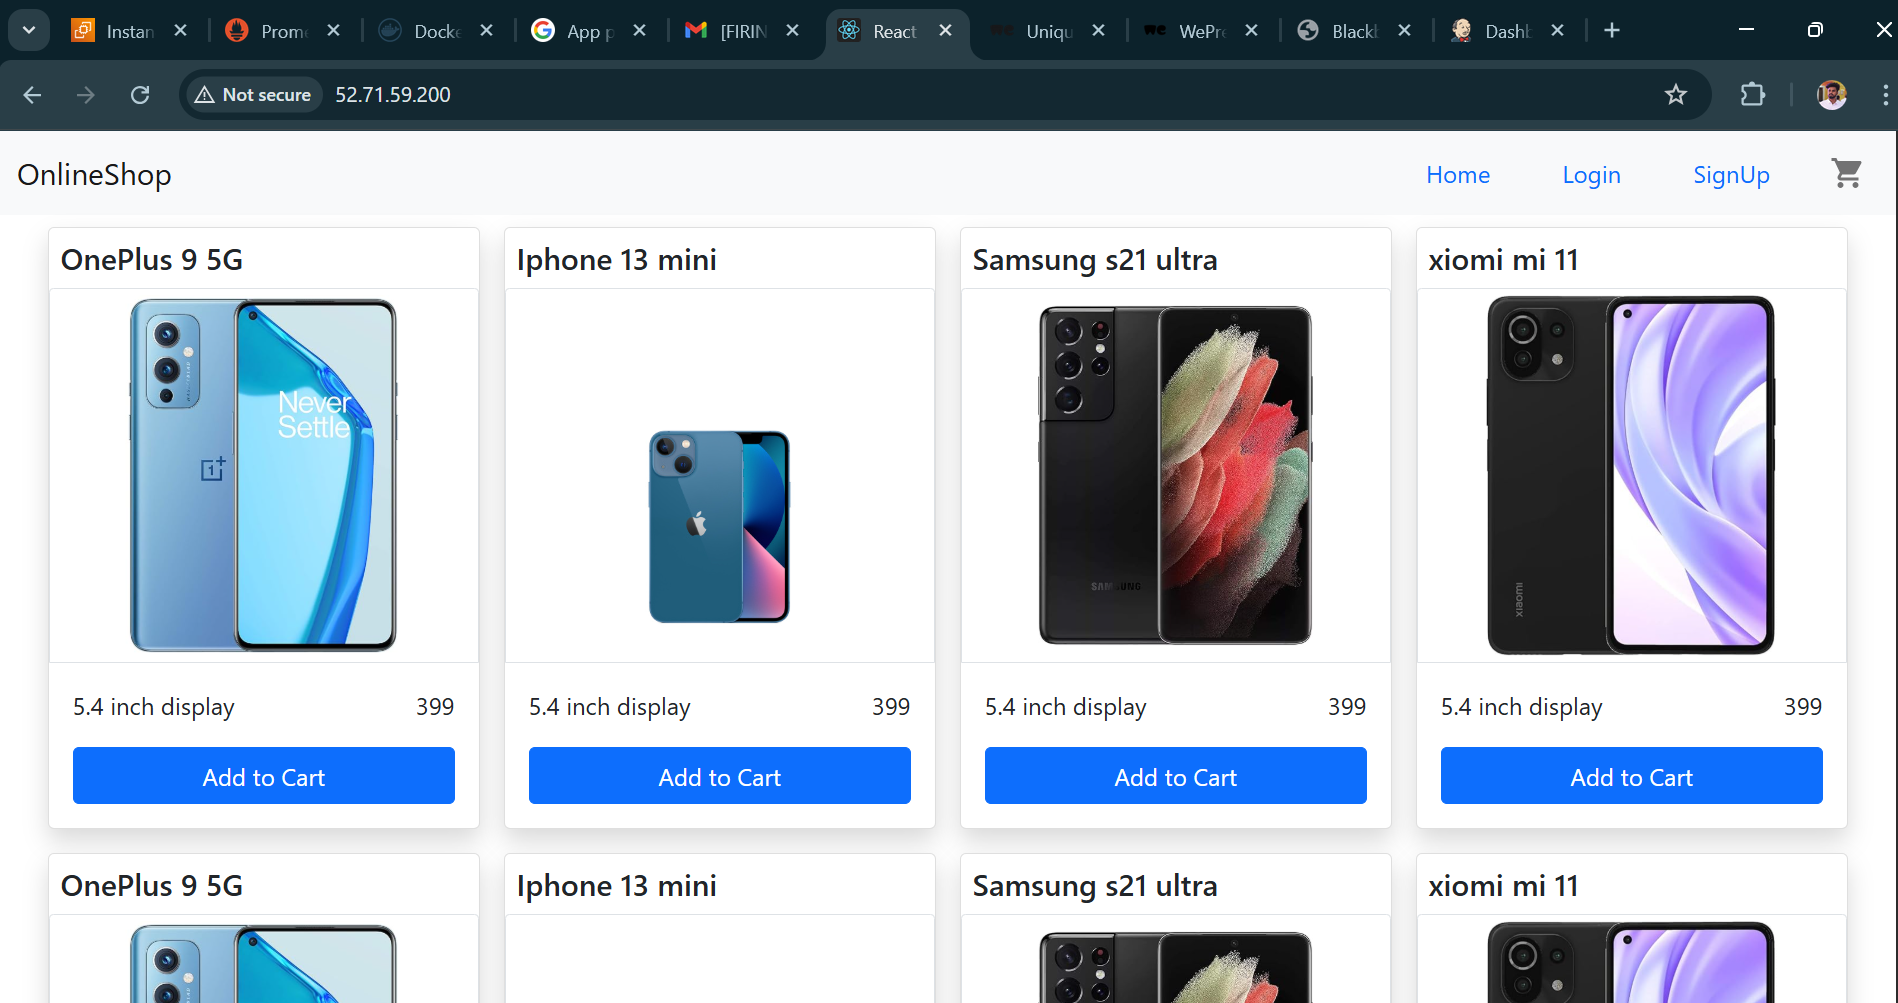 Instan
Prom
Docke
App p
[FIRIN
React
Uniqu
WePre
Blackb
Dashb
Not secure 52.71.59.200
OnlineShop Home Login SignUp
OnePlus 9 5G
Iphone 13 mini
Samsung s21 ultra
xiomi mi 11
Never
Settle
SAMSUNG
xiaomi
5.4 inch display 399
5.4 inch display 399
5.4 inch display 399
5.4 inch display 399
Add to Cart
Add to Cart
Add to Cart
Add to Cart
OnePlus 9 5G
Iphone 13 mini
Samsung s21 ultra
xiomi mi 11